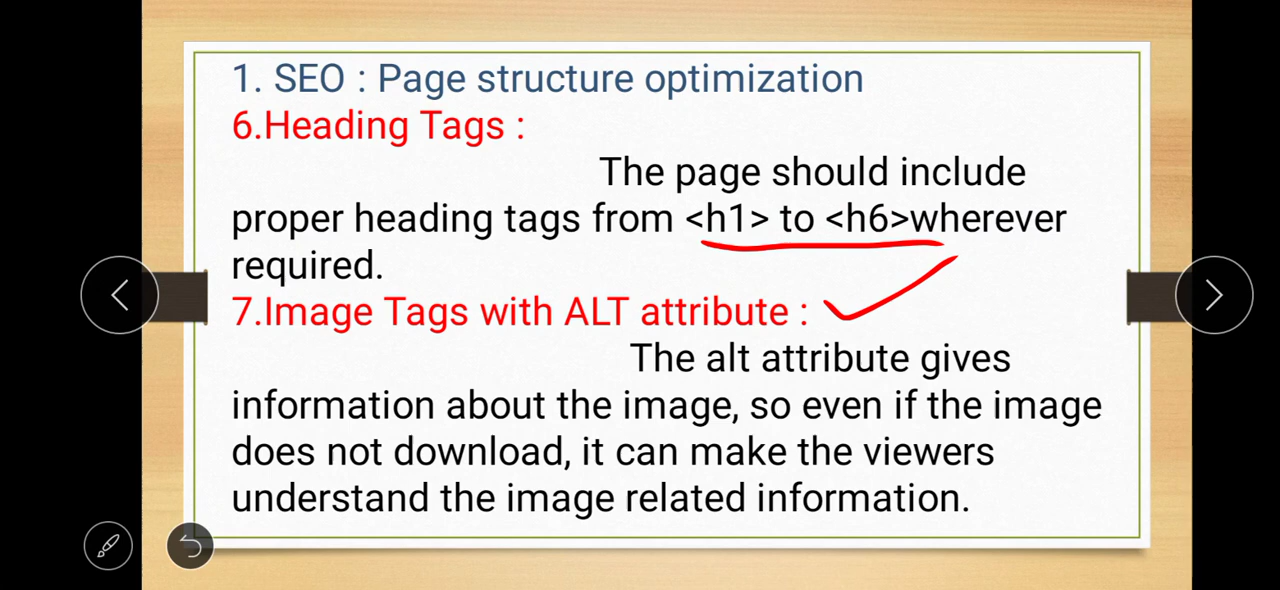 1. SEO : Page structure optimization
6.Heading Tags :
The page should include
proper heading tags from <h1> to <h6>wherever
required.
7.Image Tags with ALT attribute :
The alt attribute gives
information about the image, so even if the image
does not download, it can make the viewers
understand the image related information.